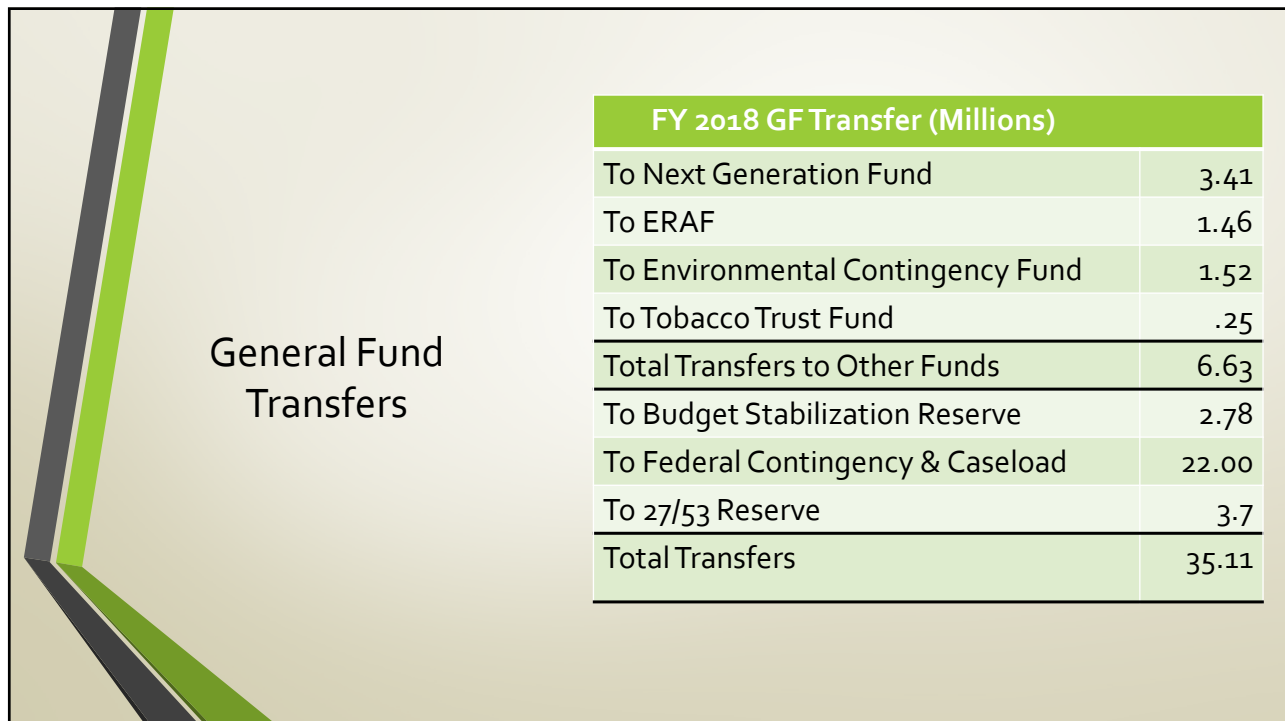 General Fund
Transfers
FY 2018 GF Transfer (Millions)
To Next Generation Fund 3.41
To ERAF 1.46
To Environmental Contingency Fund 1.52
To Tobacco Trust Fund .25
Total Transfers to Other Funds 6.63
To Budget Stabilization Reserve 2.78
To Federal Contingency & Caseload 22.00
To 27/53 Reserve 3.7
Total Transfers 35.11